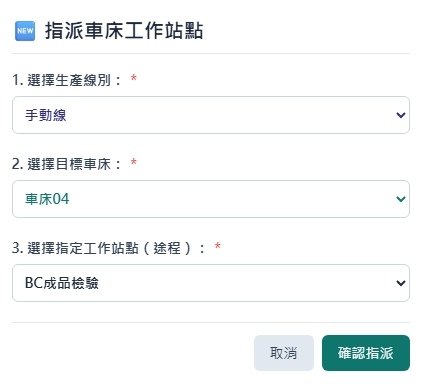 NEW 指派車床工作站點
1. 選擇生產線別： *
手動線
2. 選擇目標車床： *
車床04
3. 選擇指定工作站點（途程）： *
BC成品檢驗
取消 確認指派